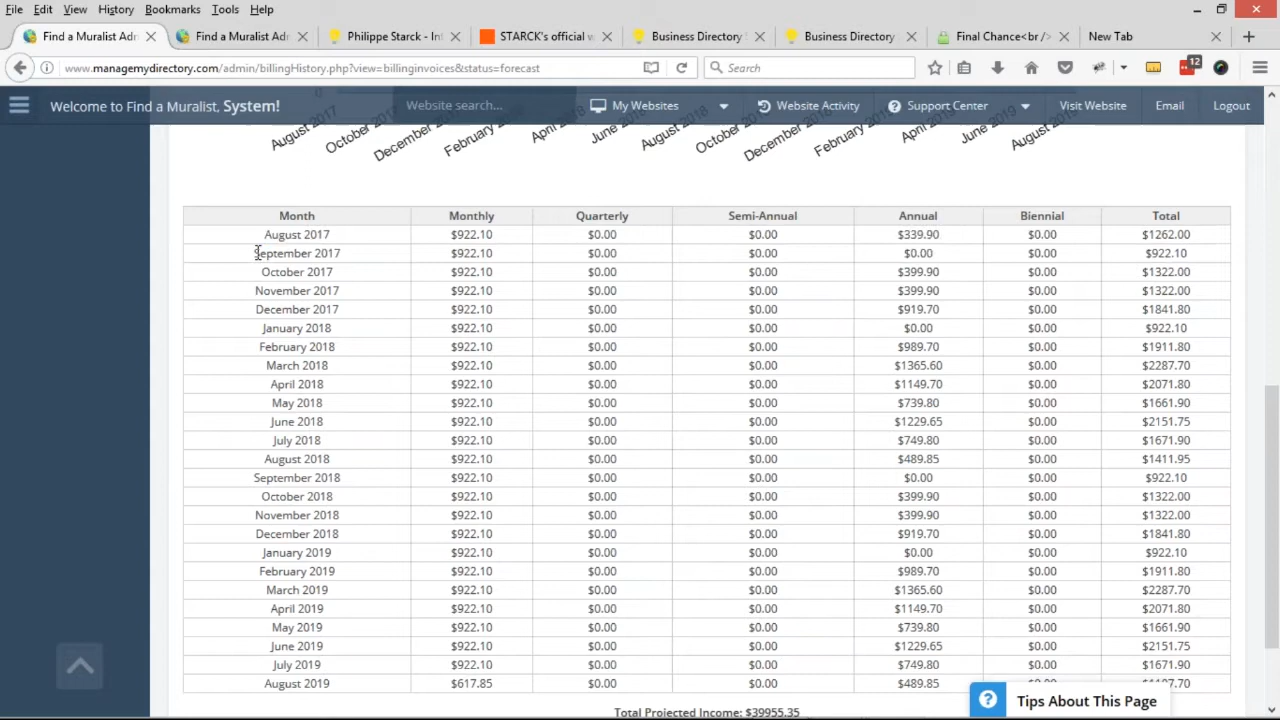 File Edit View History Bookmarks Tools Help
Find a Muralist Adm
Find a Muralist Adm
Philippe Starck - Int
STARCK's official w
Business Directory
Business Directory
Final Chance<br />
New Tab
www.managemydirectory.com/admin/billingHistory.php?view=billinginvoices&status=forecast
Search
12
Welcome to Find a Muralist, System!
Website search...
My Websites
Website Activity
Support Center
Visit Website
Email
Logout
August 2017 October 2017 December 2017 February 2018 April 2018 June 2018 August 2018 October 2018 December 2018 February 2019 April 2019 June 2019 August 2019
Month Monthly Quarterly Semi-Annual Annual Biennial Total
August 2017 $922.10 $0.00 $0.00 $339.90 $0.00 $1262.00
September 2017 $922.10 $0.00 $0.00 $0.00 $0.00 $922.10
October 2017 $922.10 $0.00 $0.00 $399.90 $0.00 $1322.00
November 2017 $922.10 $0.00 $0.00 $399.90 $0.00 $1322.00
December 2017 $922.10 $0.00 $0.00 $919.70 $0.00 $1841.80
January 2018 $922.10 $0.00 $0.00 $0.00 $0.00 $922.10
February 2018 $922.10 $0.00 $0.00 $989.70 $0.00 $1911.80
March 2018 $922.10 $0.00 $0.00 $1365.60 $0.00 $2287.70
April 2018 $922.10 $0.00 $0.00 $1149.70 $0.00 $2071.80
May 2018 $922.10 $0.00 $0.00 $739.80 $0.00 $1661.90
June 2018 $922.10 $0.00 $0.00 $1229.65 $0.00 $2151.75
July 2018 $922.10 $0.00 $0.00 $749.80 $0.00 $1671.90
August 2018 $922.10 $0.00 $0.00 $489.85 $0.00 $1411.95
September 2018 $922.10 $0.00 $0.00 $0.00 $0.00 $922.10
October 2018 $922.10 $0.00 $0.00 $399.90 $0.00 $1322.00
November 2018 $922.10 $0.00 $0.00 $399.90 $0.00 $1322.00
December 2018 $922.10 $0.00 $0.00 $919.70 $0.00 $1841.80
January 2019 $922.10 $0.00 $0.00 $0.00 $0.00 $922.10
February 2019 $922.10 $0.00 $0.00 $989.70 $0.00 $1911.80
March 2019 $922.10 $0.00 $0.00 $1365.60 $0.00 $2287.70
April 2019 $922.10 $0.00 $0.00 $1149.70 $0.00 $2071.80
May 2019 $922.10 $0.00 $0.00 $739.80 $0.00 $1661.90
June 2019 $922.10 $0.00 $0.00 $1229.65 $0.00 $2151.75
July 2019 $922.10 $0.00 $0.00 $749.80 $0.00 $1671.90
August 2019 $617.85 $0.00 $0.00 $489.85
Tips About This Page
Total Projected Income: $39955.35